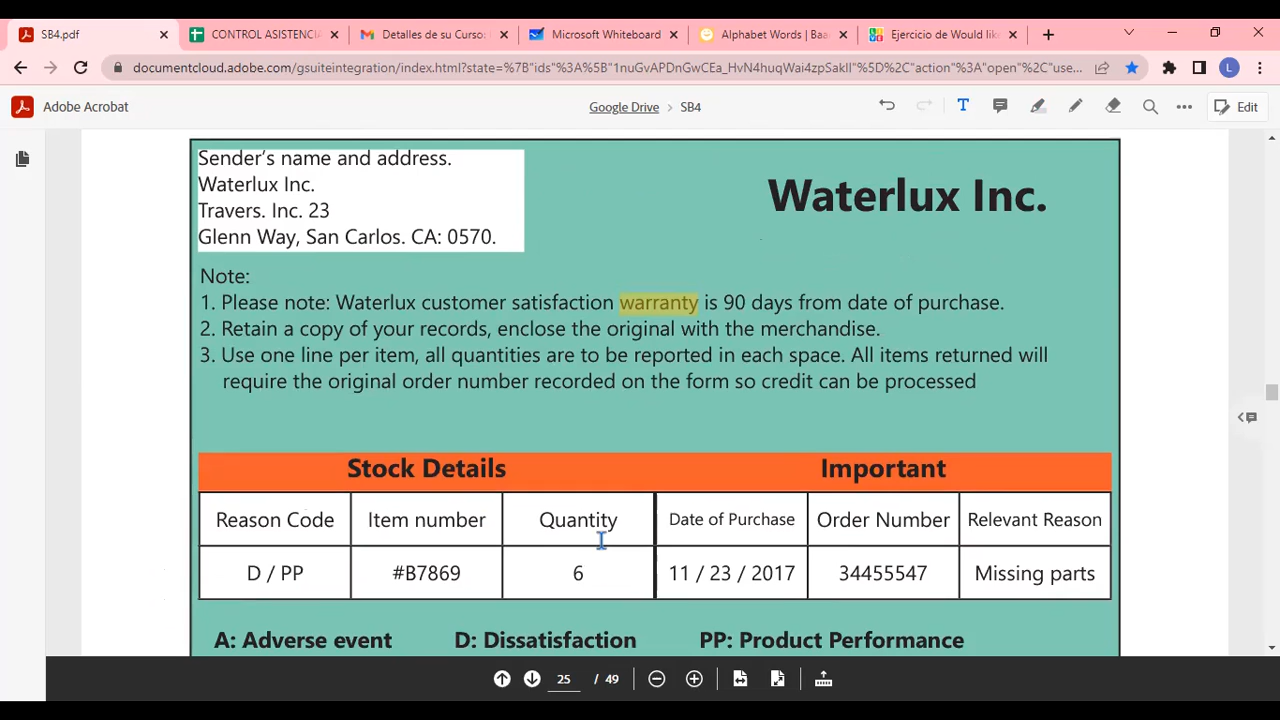 SB4.pdf
CONTROL ASISTENCIA
Detalles de su Curso:
Microsoft Whiteboard
Alphabet Words | Baa
Ejercicio de Would like
documentcloud.adobe.com/gsuiteintegration/index.html?state=%7B"ids"%3A%5B"1nuGvAPDnGwCEa_HvN4huqWai4zpSakIl"%5D%2C"action"%3A"open"%2C"use...
L
Adobe Acrobat
Google Drive
SB4
T
Edit
Sender's name and address.
Waterlux Inc.
Travers. Inc. 23
Glenn Way, San Carlos. CA: 0570.
Waterlux Inc.
Note:
1. Please note: Waterlux customer satisfaction warranty is 90 days from date of purchase.
2. Retain a copy of your records, enclose the original with the merchandise.
3. Use one line per item, all quantities are to be reported in each space. All items returned will
require the original order number recorded on the form so credit can be processed
Stock Details
Important
Reason Code
Item number
Quantity
Date of Purchase
Order Number
Relevant Reason
D / PP
#B7869
6
11 / 23 / 2017
34455547
Missing parts
A: Adverse event
D: Dissatisfaction
PP: Product Performance
25 / 49